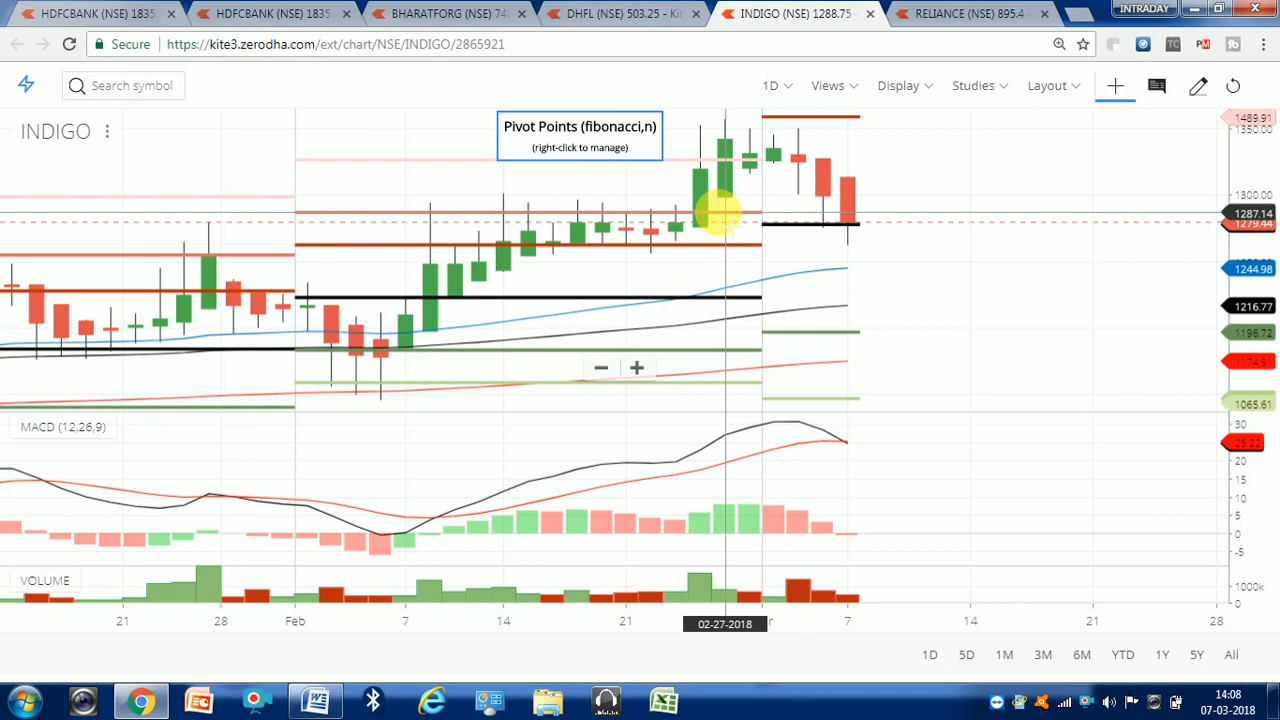 HDFCBANK (NSE) 1835
HDFCBANK (NSE) 1835
BHARATFORG (NSE) 74
DHFL (NSE) 503.25 - Kit
INDIGO (NSE) 1288.75 -
RELIANCE (NSE) 895.4 -
INTRADAY
Secure
https://kite3.zerodha.com/ext/chart/NSE/INDIGO/2865921
Search symbol
1D
Views
Display
Studies
Layout
INDIGO
Pivot Points (fibonacci,n)
(right-click to manage)
1489.91
1350.00
1300.00
1287.14
1279.44
1244.98
1216.77
1196.72
1174.91
1065.61
MACD (12,26,9)
30
25.22
20
15
10
5
0
-5
VOLUME
1000k
0
21
28
Feb
7
14
21
02-27-2018
7
14
21
28
1D
5D
1M
3M
6M
YTD
1Y
5Y
All
14:08
07-03-2018